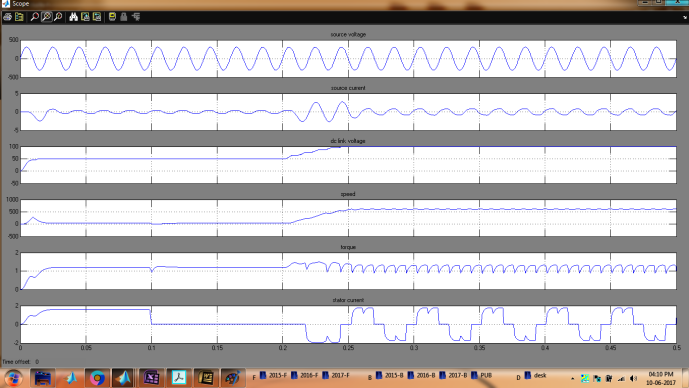 Scope
source voltage
500
0
-500
source current
5
0
-5
dc link voltage
100
50
0
-50
speed
1000
500
0
-500
torque
2
1
0
stator current
2
0
-2
0 0.05 0.1 0.15 0.2 0.25 0.3 0.35 0.4 0.45 0.5
Time offset: 0
F 2015-F 2016-F 2017-F B 2015-B 2016-B 2017-B PUB D desk
04:10 PM
10-06-2017